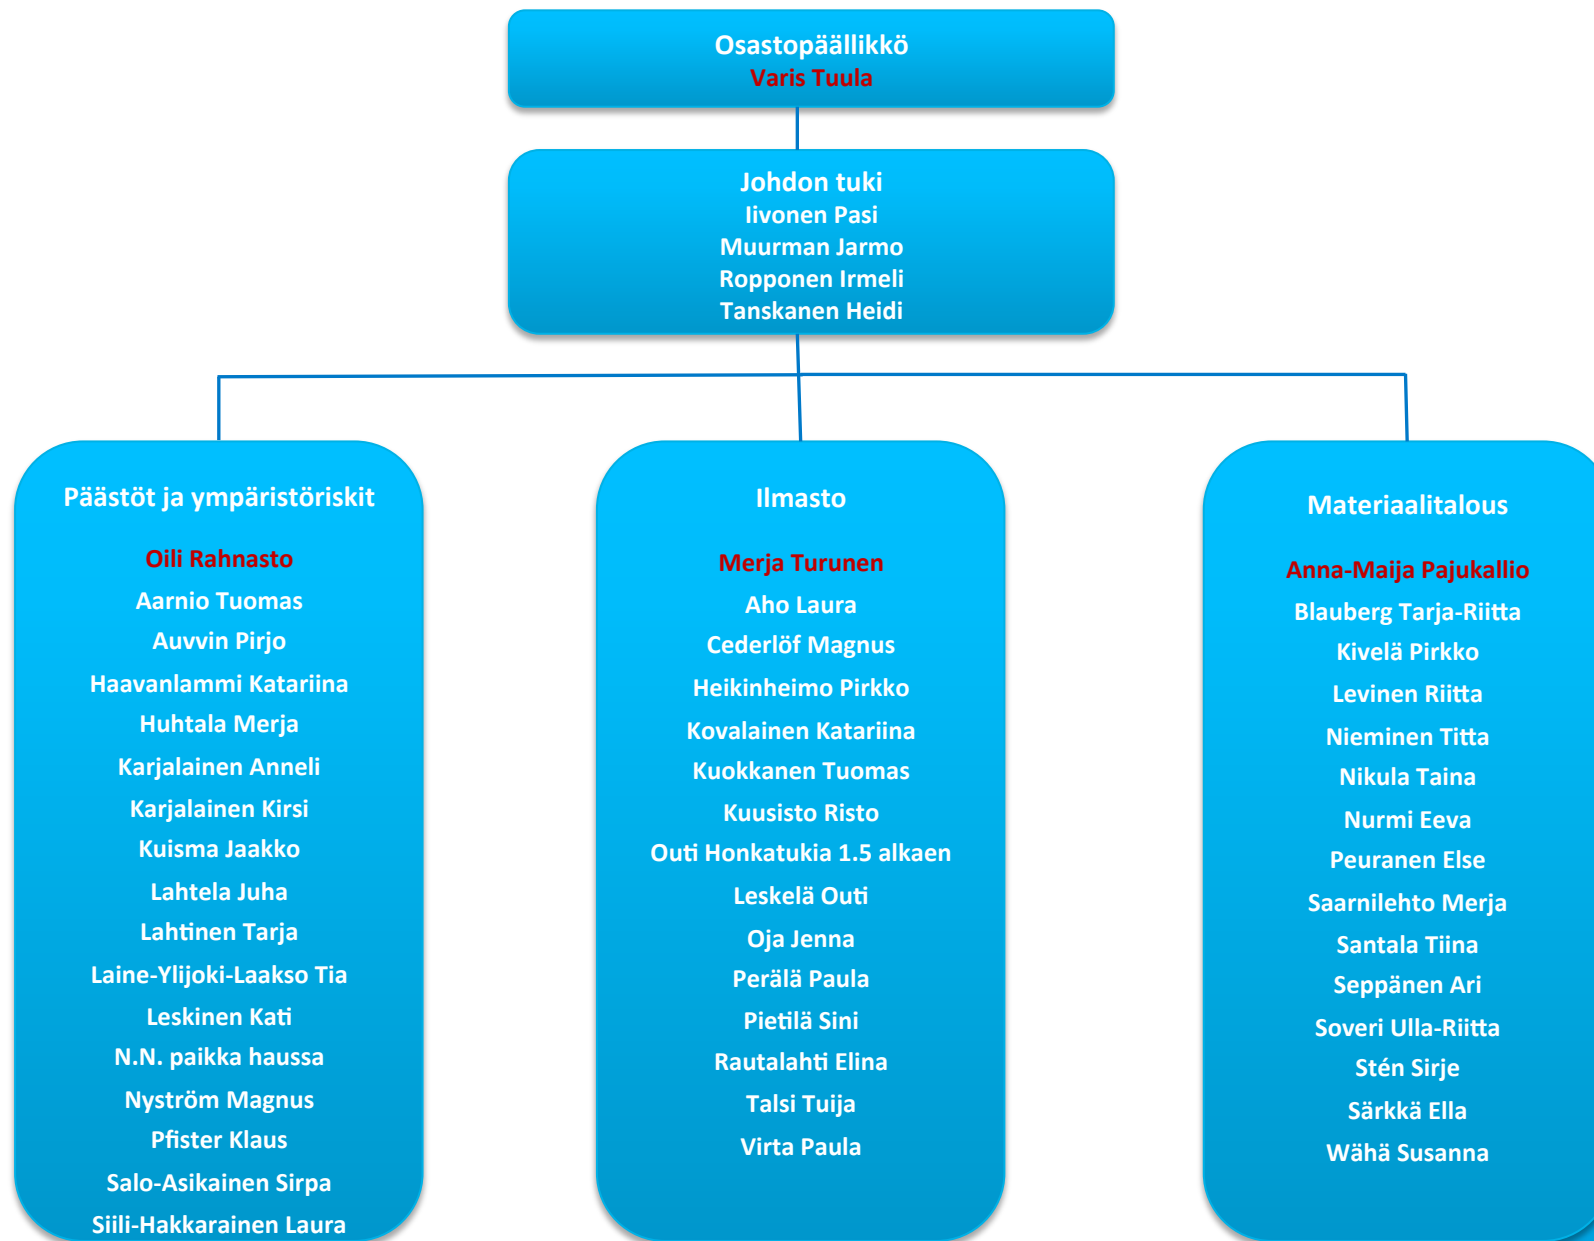 Osastopäällikkö
Varis Tuula
Johdon tuki
Iivonen Pasi
Muurman Jarmo
Ropponen Irmeli
Tanskanen Heidi
Päästöt ja ympäristöriskit
Oili Rahnasto
Aarnio Tuomas
Auvvin Pirjo
Haavanlammi Katariina
Huhtala Merja
Karjalainen Anneli
Karjalainen Kirsi
Kuisma Jaakko
Lahtela Juha
Lahtinen Tarja
Laine-Ylijoki-Laakso Tia
Leskinen Kati
N.N. paikka haussa
Nyström Magnus
Pfister Klaus
Salo-Asikainen Sirpa
Siili-Hakkarainen Laura
Ilmasto
Merja Turunen
Aho Laura
Cederlöf Magnus
Heikinheimo Pirkko
Kovalainen Katariina
Kuokkanen Tuomas
Kuusisto Risto
Outi Honkatukia 1.5 alkaen
Leskelä Outi
Oja Jenna
Perälä Paula
Pietilä Sini
Rautalahti Elina
Talsi Tuija
Virta Paula
Materiaalitalous
Anna-Maija Pajukallio
Blauberg Tarja-Riitta
Kivelä Pirkko
Levinen Riitta
Nieminen Titta
Nikula Taina
Nurmi Eeva
Peuranen Else
Saarnilehto Merja
Santala Tiina
Seppänen Ari
Soveri Ulla-Riitta
Stén Sirje
Särkkä Ella
Wähä Susanna